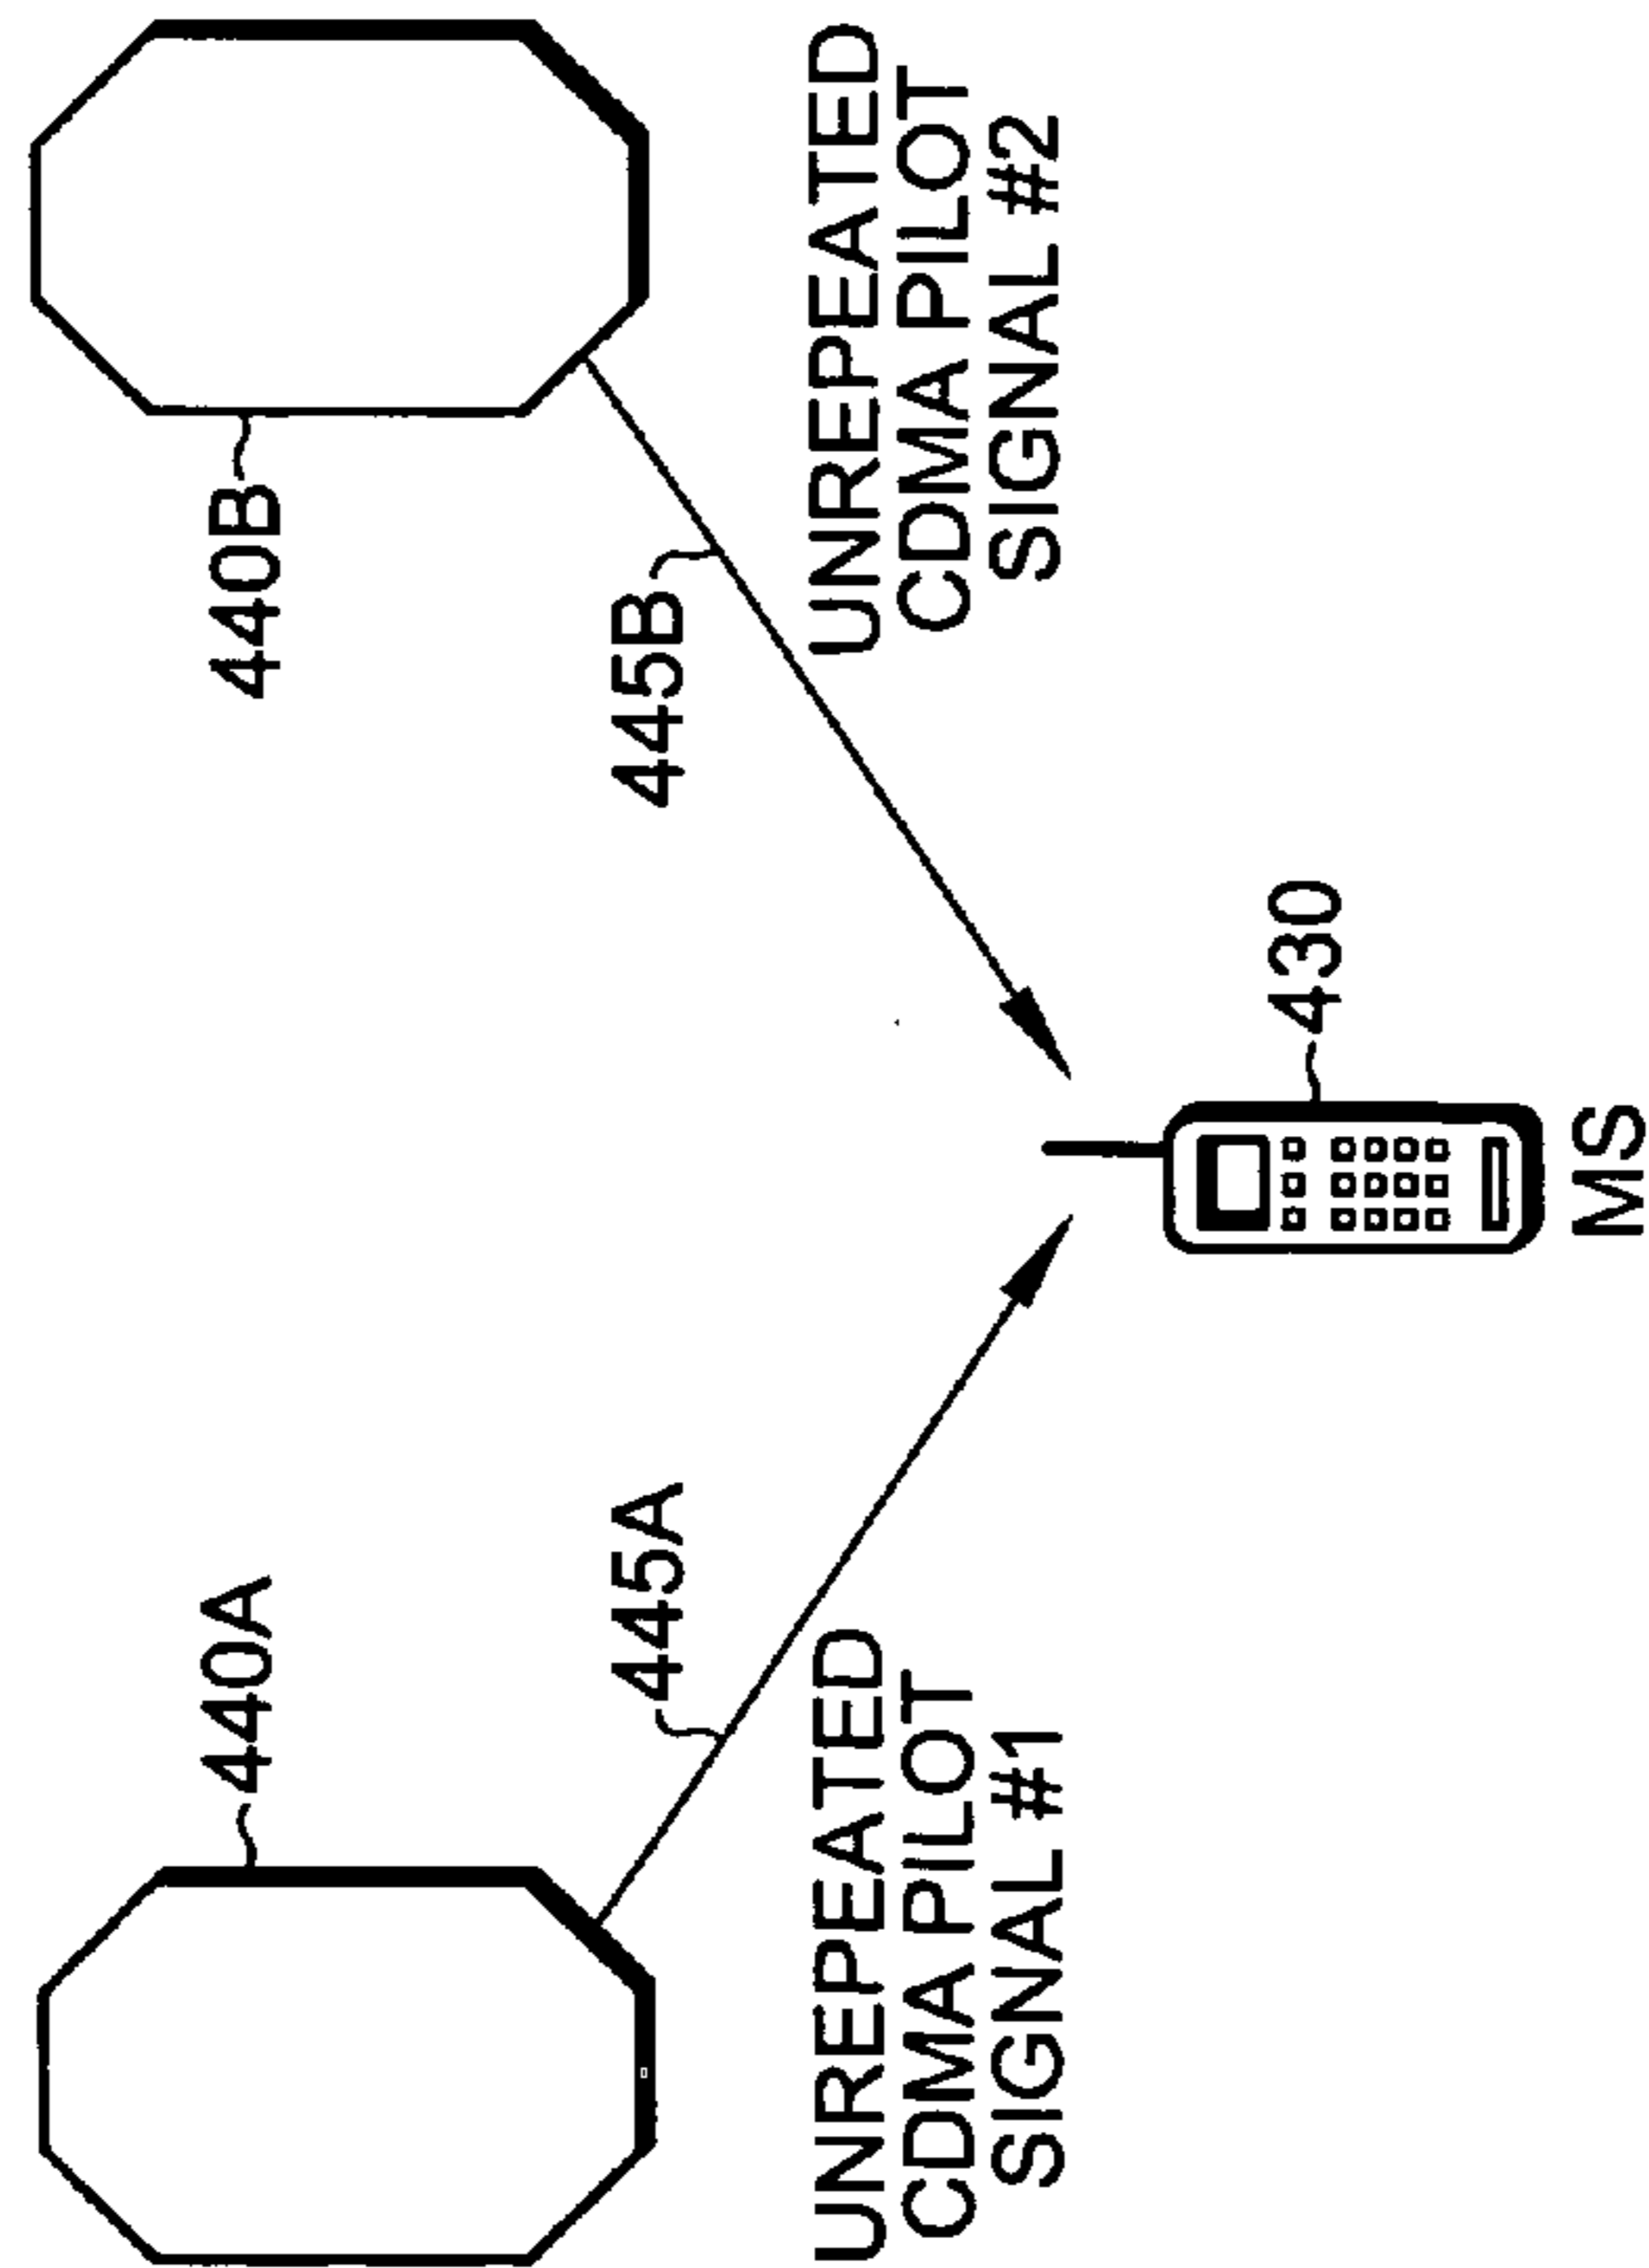 440A
440B
445A
445B
UNREPEATED
CDMA PILOT
SIGNAL #1
UNREPEATED
CDMA PILOT
SIGNAL #2
430
MS